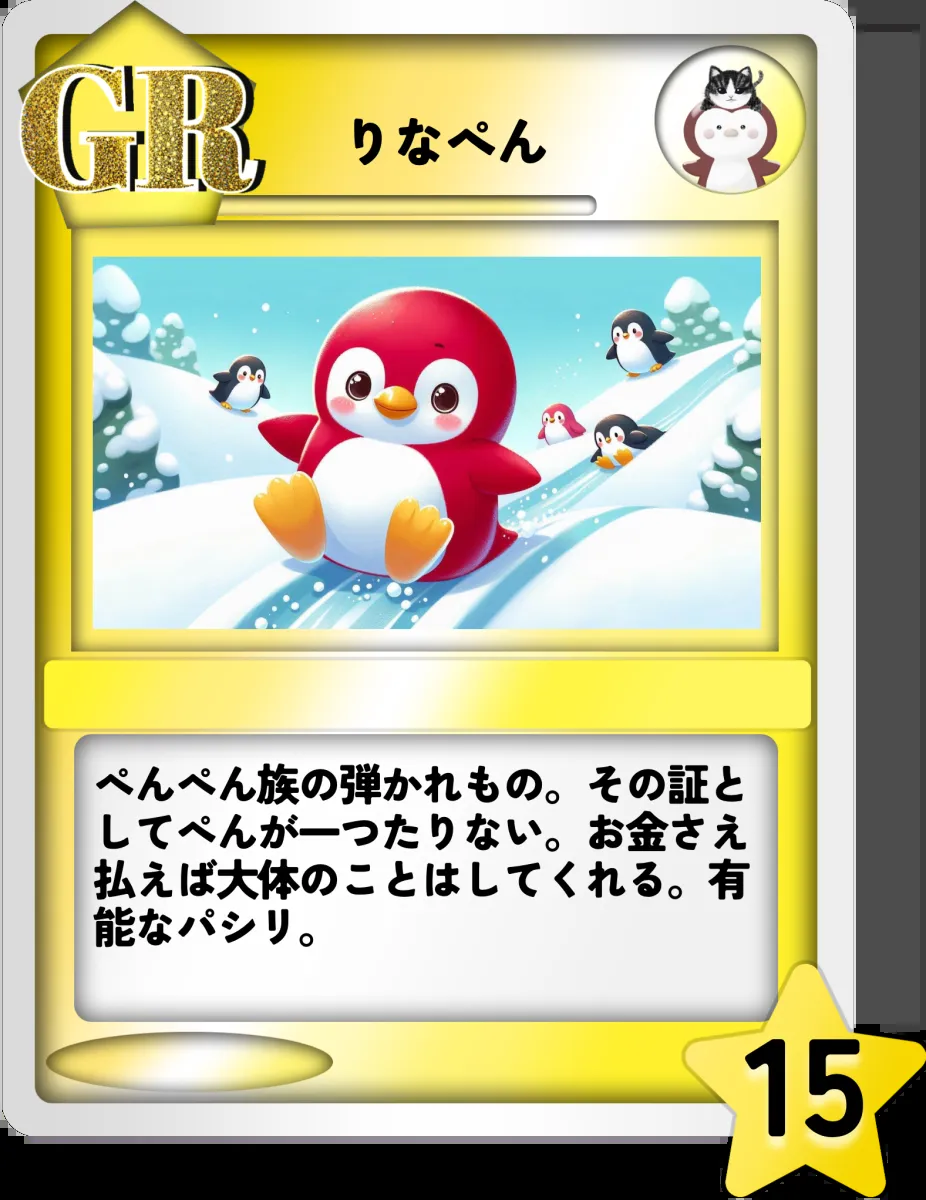 GR
りなぺん
ぺんぺん族の弾かれもの。その証と
してぺんが一つたりない。お金さえ
払えば大体のことはしてくれる。有
能なパシリ。
15